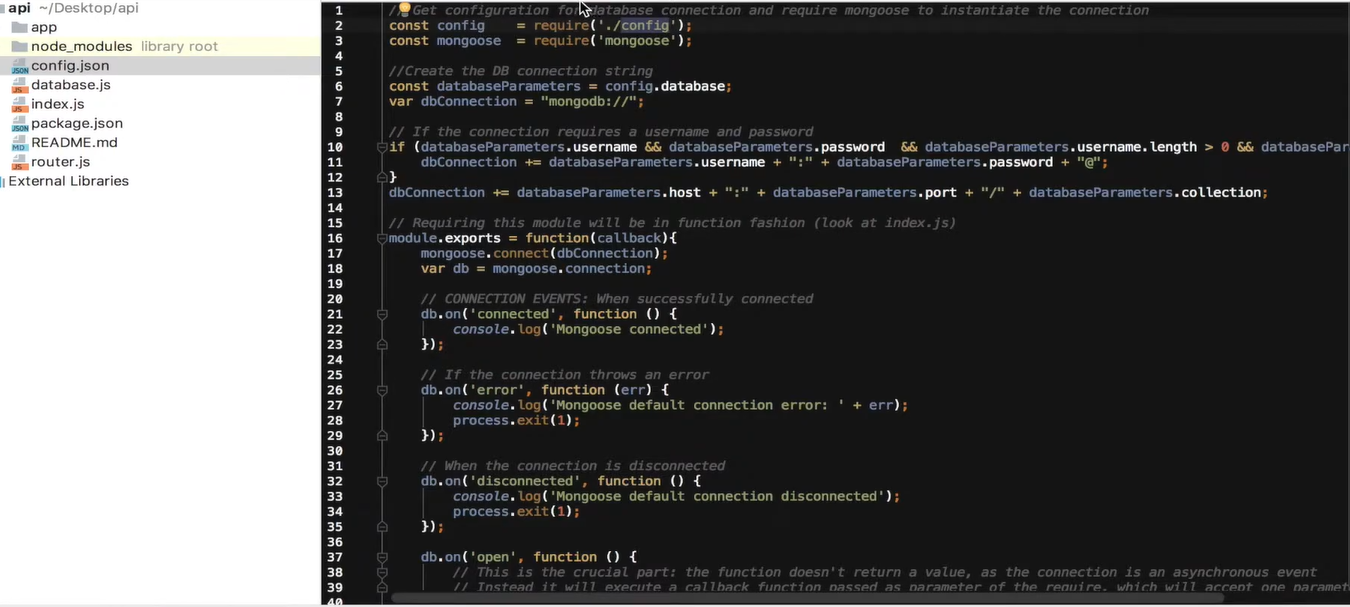 api ~/Desktop/api
app
node_modules library root
config.json
database.js
index.js
package.json
README.md
router.js
External Libraries
1 // Get configuration for database connection and require mongoose to instantiate the connection
2 const config = require('./config');
3 const mongoose = require('mongoose');
4
5 //Create the DB connection string
6 const databaseParameters = config.database;
7 var dbConnection = "mongodb://";
8
9 // If the connection requires a username and password
10 if (databaseParameters.username && databaseParameters.password && databaseParameters.username.length > 0 && databasePar
11 dbConnection += databaseParameters.username + ":" + databaseParameters.password + "@";
12 }
13 dbConnection += databaseParameters.host + ":" + databaseParameters.port + "/" + databaseParameters.collection;
14
15 // Requiring this module will be in function fashion (look at index.js)
16 module.exports = function(callback){
17 mongoose.connect(dbConnection);
18 var db = mongoose.connection;
19
20 // CONNECTION EVENTS: When successfully connected
21 db.on('connected', function () {
22 console.log('Mongoose connected');
23 });
24
25 // If the connection throws an error
26 db.on('error', function (err) {
27 console.log('Mongoose default connection error: ' + err);
28 process.exit(1);
29 });
30
31 // When the connection is disconnected
32 db.on('disconnected', function () {
33 console.log('Mongoose default connection disconnected');
34 process.exit(1);
35 });
36
37 db.on('open', function () {
38 // This is the crucial part: the function doesn't return a value, as the connection is an asynchronous event
39 // Instead it will execute a callback function passed as parameter of the require, which will accept one paramet
40